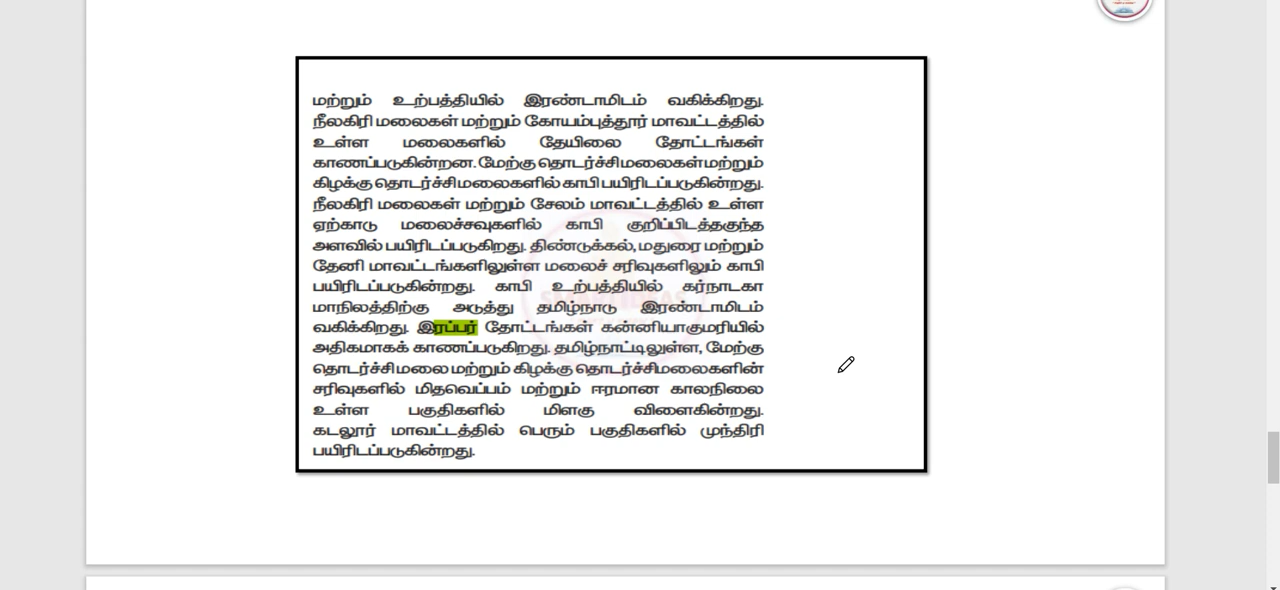 மற்றும் உற்பத்தியில் இரண்டாமிடம் வகிக்கிறது.
நீலகிரி மலைகள் மற்றும் கோயம்புத்தூர் மாவட்டத்தில்
உள்ள மலைகளில் தேயிலை தோட்டங்கள்
காணப்படுகின்றன. மேற்கு தொடர்ச்சி மலைகள் மற்றும்
கிழக்கு தொடர்ச்சி மலைகளில் காபி பயிரிடப்படுகின்றது.
நீலகிரி மலைகள் மற்றும் சேலம் மாவட்டத்தில் உள்ள
ஏற்காடு மலைச்சவுகளில் காபி குறிப்பிடத்தகுந்த
அளவில் பயிரிடப்படுகிறது. திண்டுக்கல், மதுரை மற்றும்
தேனி மாவட்டங்களிலுள்ள மலைச் சரிவுகளிலும் காபி
பயிரிடப்படுகின்றது. காபி உற்பத்தியில் கர்நாடகா
மாநிலத்திற்கு அடுத்து தமிழ்நாடு இரண்டாமிடம்
வகிக்கிறது. இரப்பர் தோட்டங்கள் கன்னியாகுமரியில்
அதிகமாகக் காணப்படுகிறது. தமிழ்நாட்டிலுள்ள, மேற்கு
தொடர்ச்சி மலை மற்றும் கிழக்கு தொடர்ச்சிமலைகளின்
சரிவுகளில் மிதவெப்பம் மற்றும் ஈரமான காலநிலை
உள்ள பகுதிகளில் மிளகு விளைகின்றது.
கடலூர் மாவட்டத்தில் பெரும் பகுதிகளில் முந்திரி
பயிரிடப்படுகின்றது.